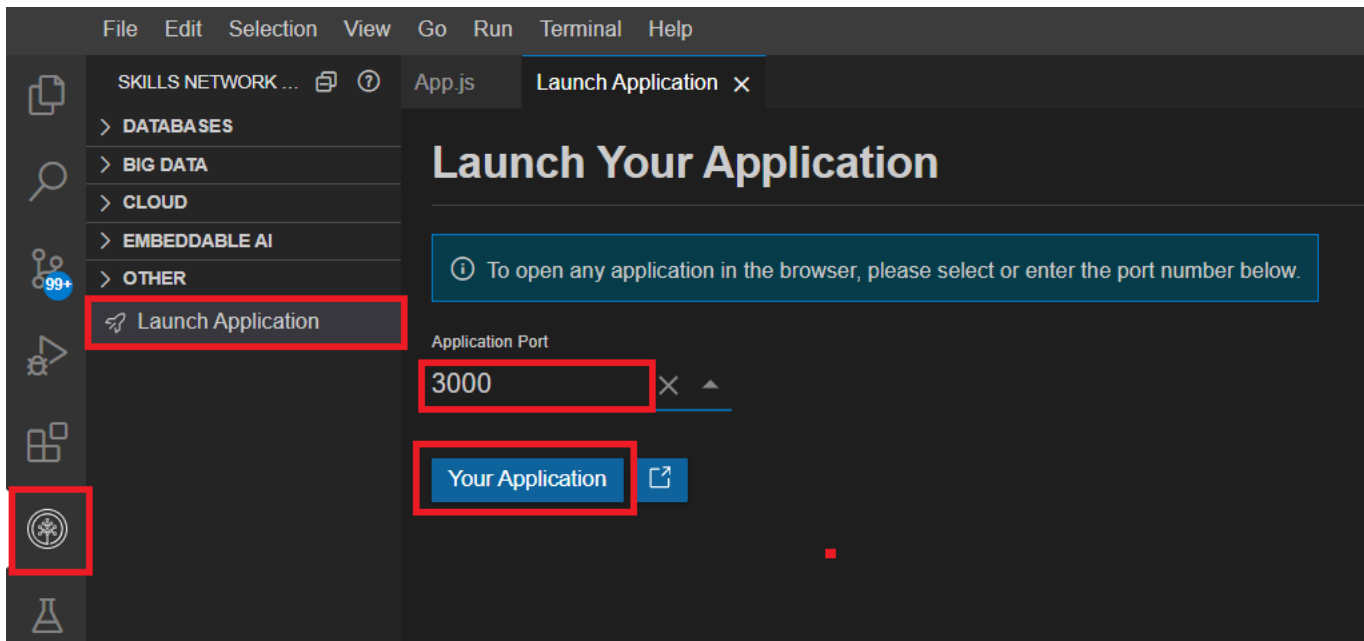 File Edit Selection View Go Run Terminal Help
SKILLS NETWORK ...
App.js Launch Application
DATABASES
BIG DATA
CLOUD
EMBEDDABLE AI
OTHER
Launch Application
99+
Launch Your Application
To open any application in the browser, please select or enter the port number below.
Application Port
3000
Your Application